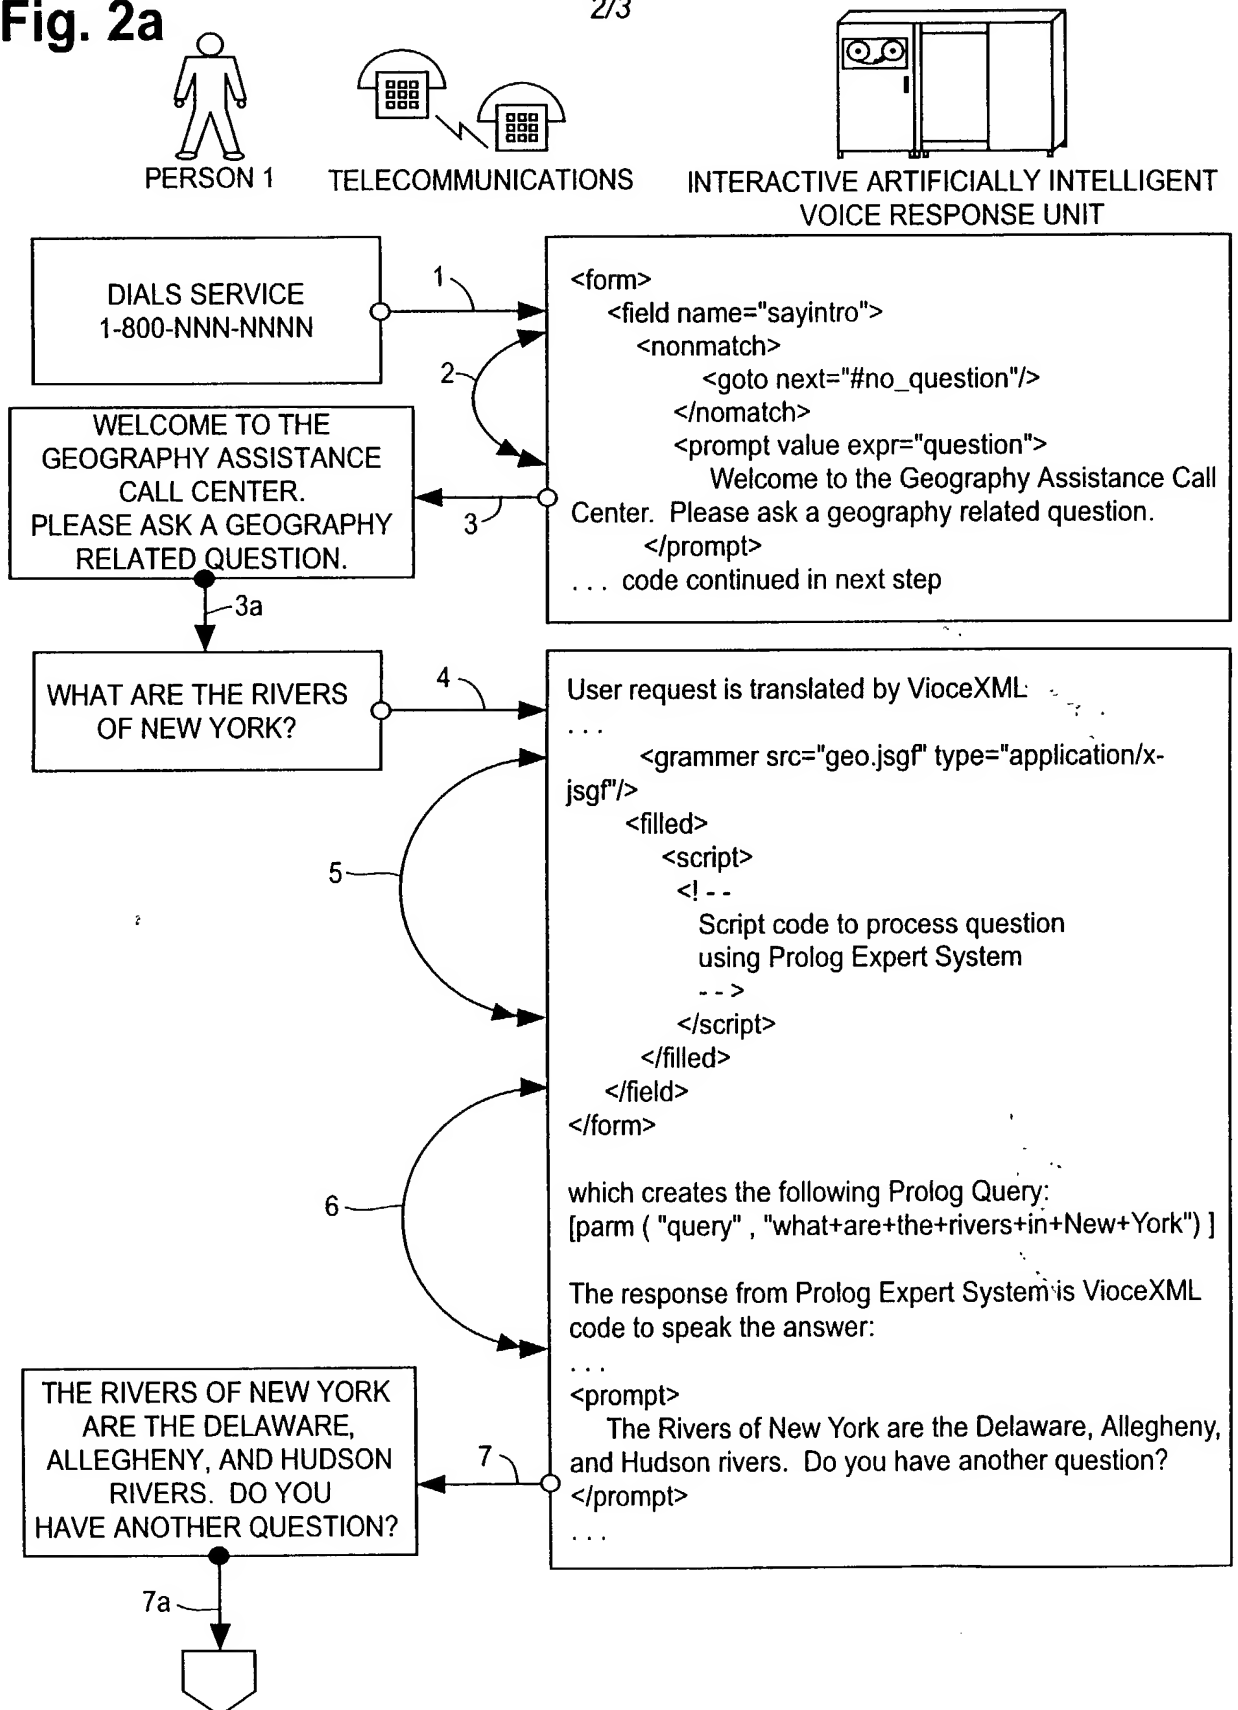 Fig. 2a
2/3
PERSON 1
TELECOMMUNICATIONS
INTERACTIVE ARTIFICIALLY INTELLIGENT
VOICE RESPONSE UNIT
DIALS SERVICE
1-800-NNN-NNNN
1
2
<form>
<field name="sayintro">
<nonmatch>
<goto next="#no_question"/>
</nomatch>
<prompt value expr="question">
Welcome to the Geography Assistance Call
Center. Please ask a geography related question.
</prompt>
. . . code continued in next step
WELCOME TO THE
GEOGRAPHY ASSISTANCE
CALL CENTER.
PLEASE ASK A GEOGRAPHY
RELATED QUESTION.
3
3a
WHAT ARE THE RIVERS
OF NEW YORK?
4
User request is translated by VioceXML
. . .
<grammer src="geo.jsgf" type="application/x-
jsgf"/>
<filled>
<script>
<! - -
Script code to process question
using Prolog Expert System
- - >
</script>
</filled>
</field>
</form>
5
6
which creates the following Prolog Query:
[parm ( "query" , "what+are+the+rivers+in+New+York") ]
The response from Prolog Expert System is VioceXML
code to speak the answer:
. . .
<prompt>
The Rivers of New York are the Delaware, Allegheny,
and Hudson rivers. Do you have another question?
</prompt>
. . .
7
THE RIVERS OF NEW YORK
ARE THE DELAWARE,
ALLEGHENY, AND HUDSON
RIVERS. DO YOU
HAVE ANOTHER QUESTION?
7a